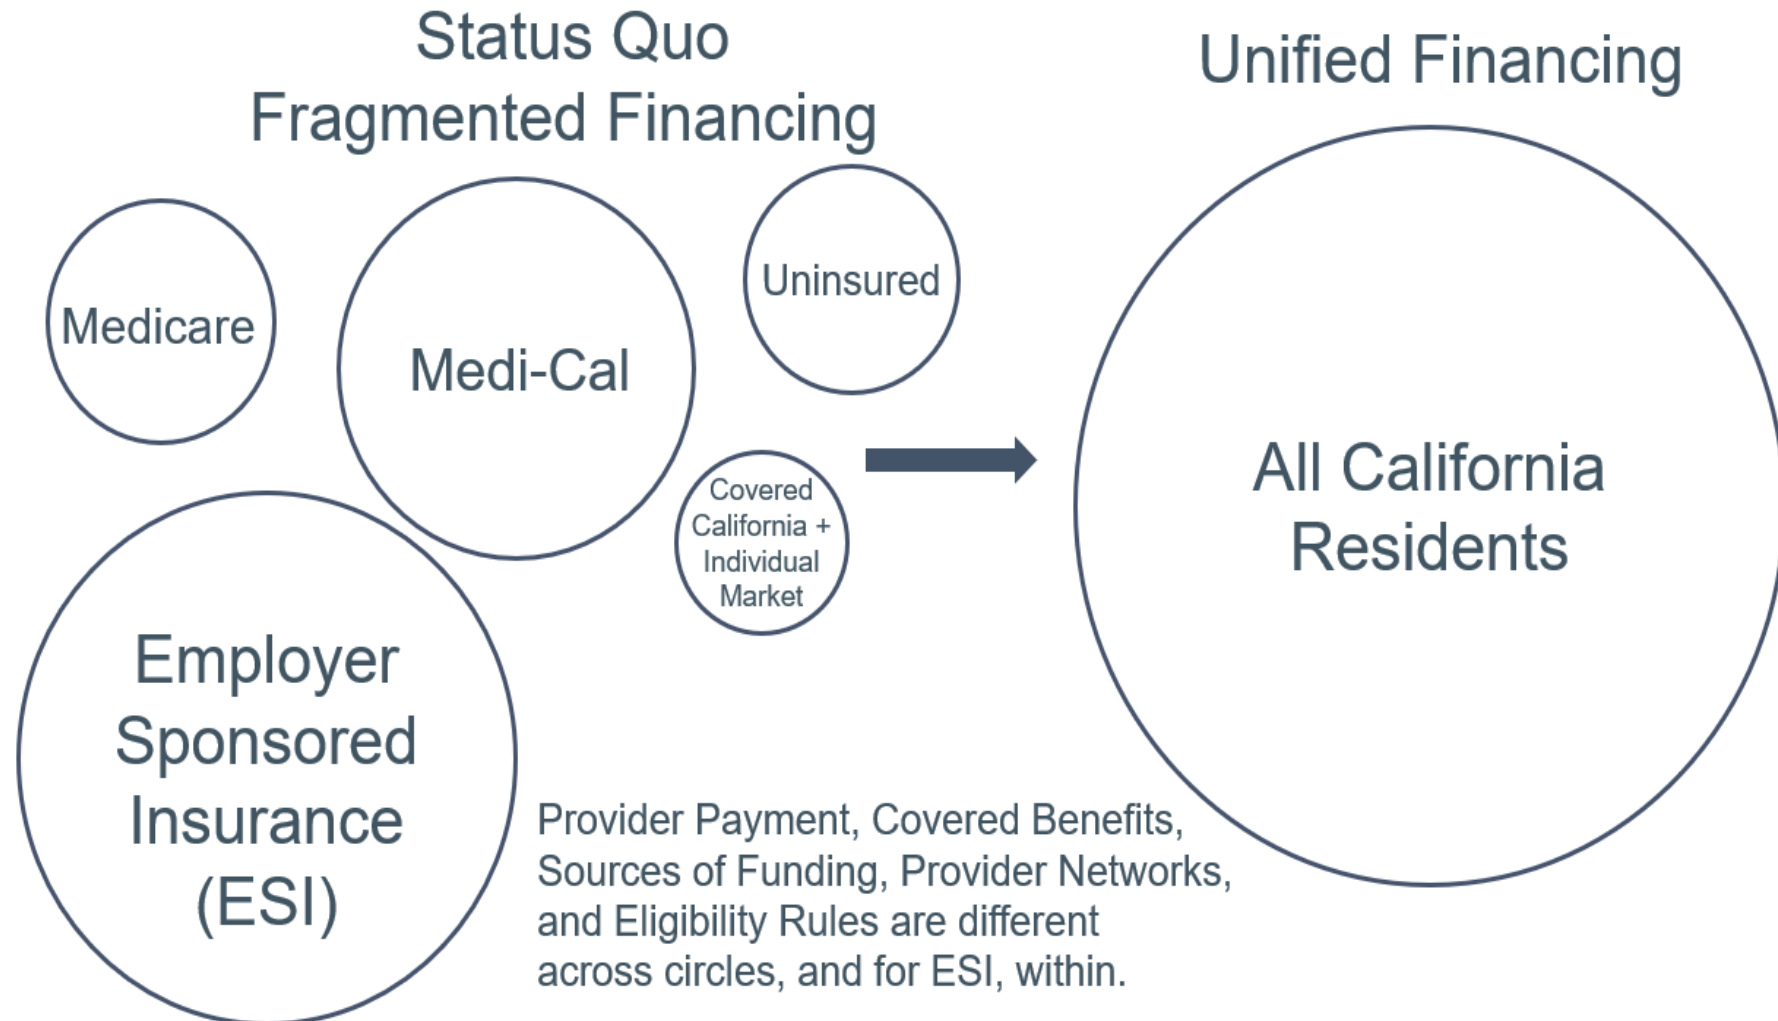 Status Quo
Fragmented Financing
Unified Financing
Medicare
Medi-Cal
Uninsured
Covered
California +
Individual
Market
All California
Residents
Employer
Sponsored
Insurance
(ESI)
Provider Payment, Covered Benefits,
Sources of Funding, Provider Networks,
and Eligibility Rules are different
across circles, and for ESI, within.